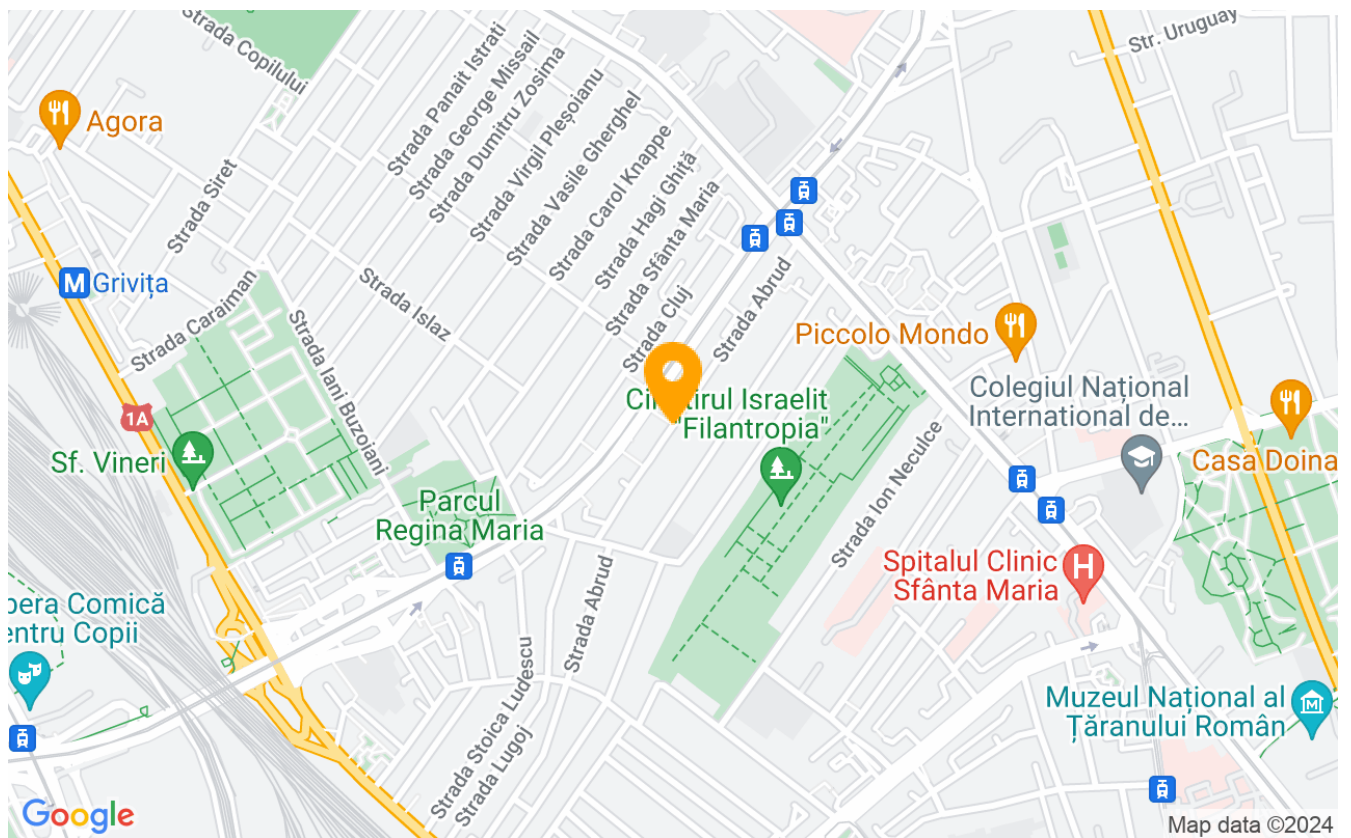 Strada Copilului
Str. Uruguay
Agora
Strada Panait Istrati
Strada George Missail
Strada Dumitru Zosima
Strada Virgil Pleșoianu
Strada Vasile Gherghel
Strada Carol Knappe
Strada Hagi Ghiță
Strada Sfânta Maria
Strada Cluj
Strada Abrud
Strada Siret
M Grivița
Strada Caraiman
Strada Islaz
Strada Iani Buzoiani
Piccolo Mondo
Colegiul Național
International de...
1A
"Filantropia"
Israelit
Sf. Vineri
Casa Doina
Parcul
Regina Maria
Strada Ion Neculce
Spitalul Clinic
Sfânta Maria
H
pera Comică
entru Copii
Strada Abrud
Strada Stoica Ludescu
Strada Lugoj
Muzeul Național al
Țăranului Român
M
Google
Map data ©2024